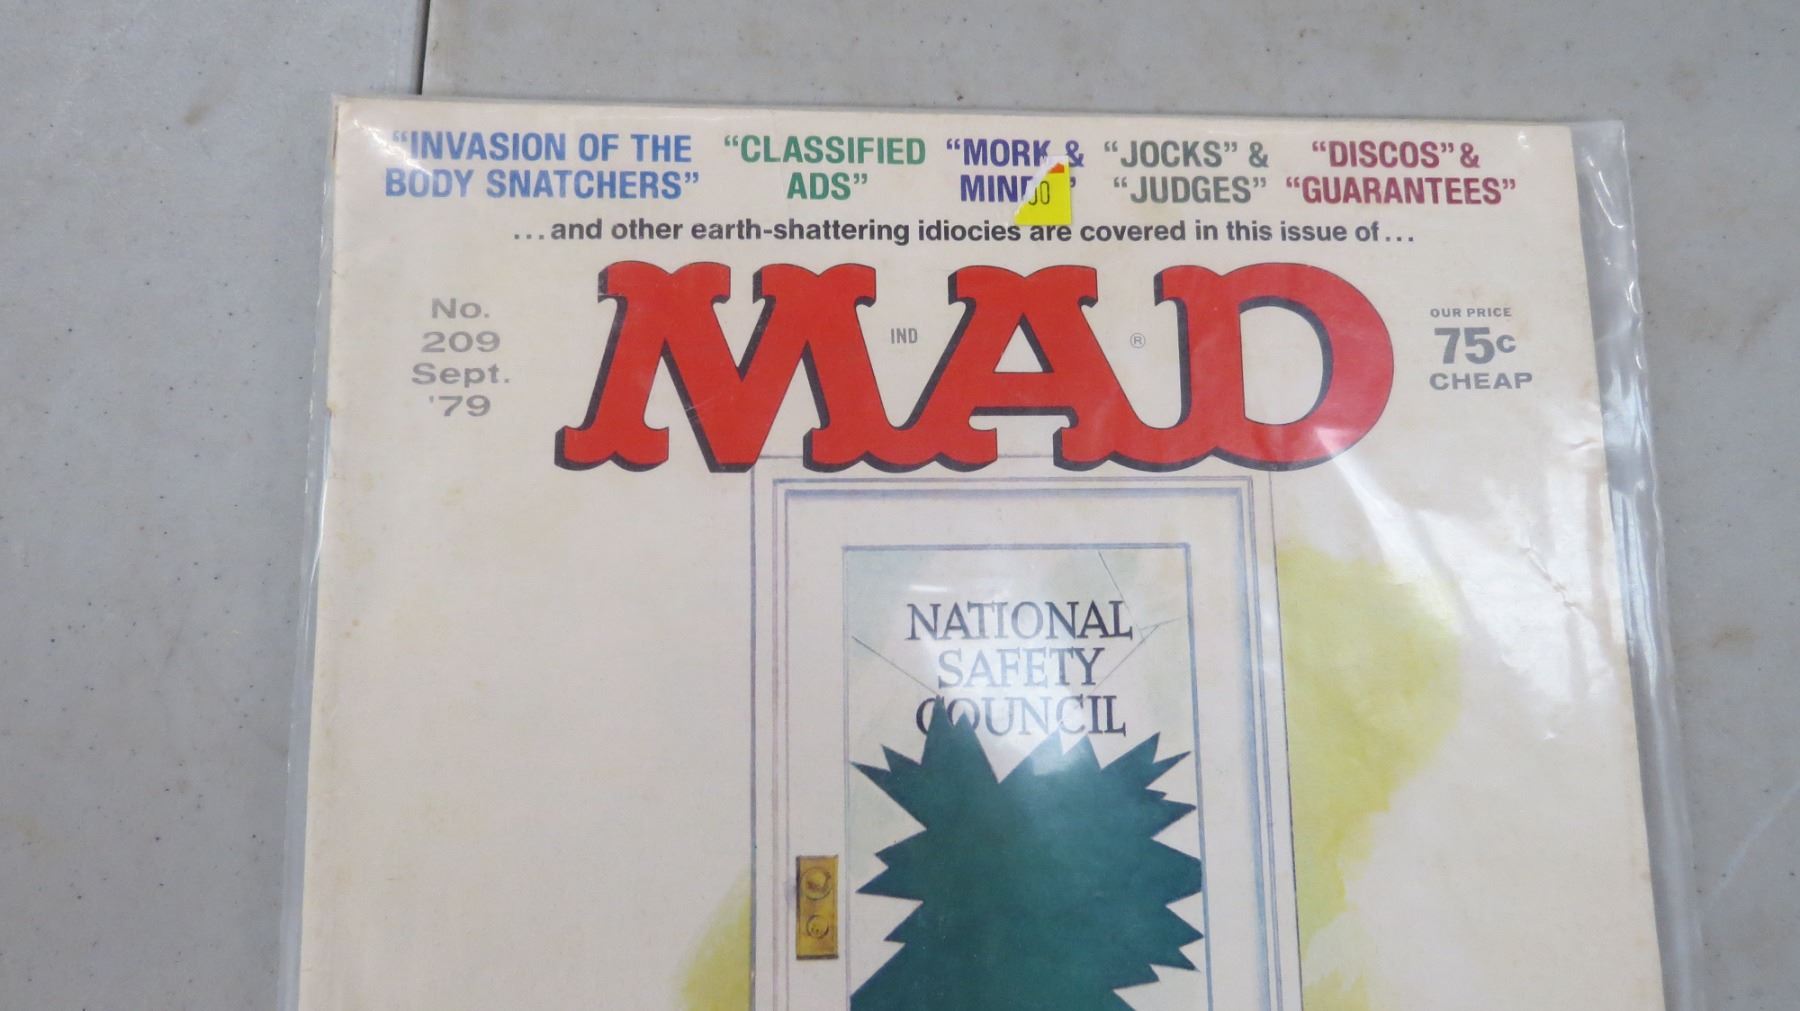 “INVASION OF THE
BODY SNATCHERS”
“CLASSIFIED
ADS”
“MORK &
“JOCKS” &
“JUDGES”
“DISCOS” &
“GUARANTEES”
...and other earth-shattering idiocies are covered in this issue of...
No.
209
Sept.
’79
MAD
IND
®
OUR PRICE
75c
CHEAP
NATIONAL
SAFETY
COUNCIL